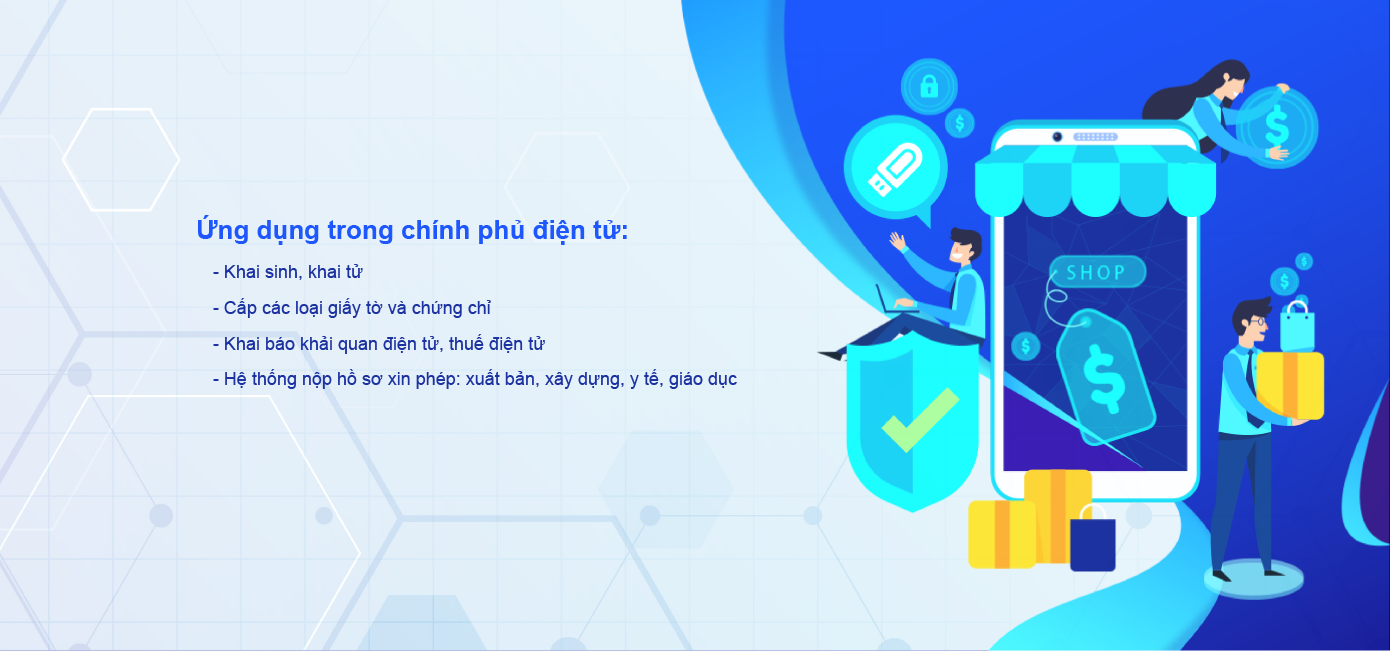 Ứng dụng trong chính phủ điện tử:
- Khai sinh, khai tử
- Cấp các loại giấy tờ và chứng chỉ
- Khai báo khải quan điện tử, thuế điện tử
- Hệ thống nộp hồ sơ xin phép: xuất bản, xây dựng, y tế, giáo dục
SHOP